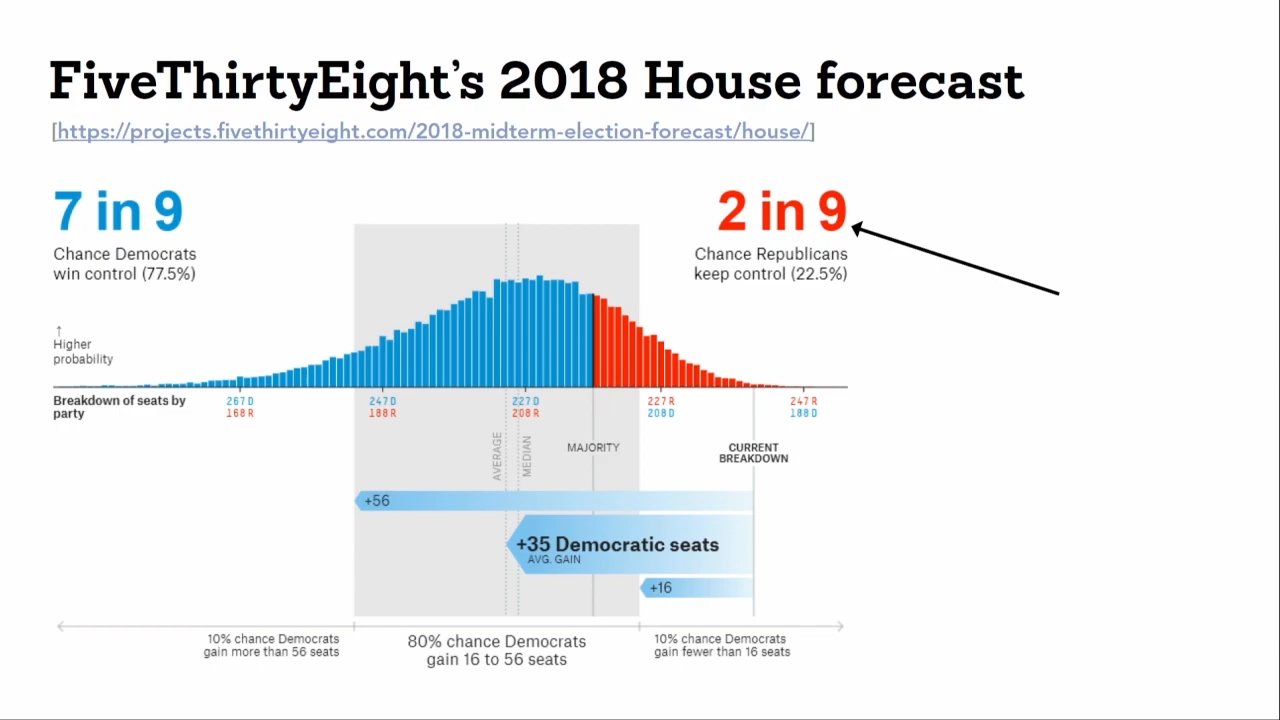 FiveThirtyEight's 2018 House forecast
[https://projects.fivethirtyeight.com/2018-midterm-election-forecast/house/]
7 in 9
Chance Democrats
win control (77.5%)
2 in 9
Chance Republicans
keep control (22.5%)
↑
Higher
probability
Breakdown of seats by
party
267 D
168 R
247 D
188 R
227 D
208 R
227 R
208 D
247 R
188 D
AVERAGE
MEDIAN
MAJORITY
CURRENT
BREAKDOWN
+56
+35 Democratic seats
AVG. GAIN
+16
10% chance Democrats
gain more than 56 seats
80% chance Democrats
gain 16 to 56 seats
10% chance Democrats
gain fewer than 16 seats